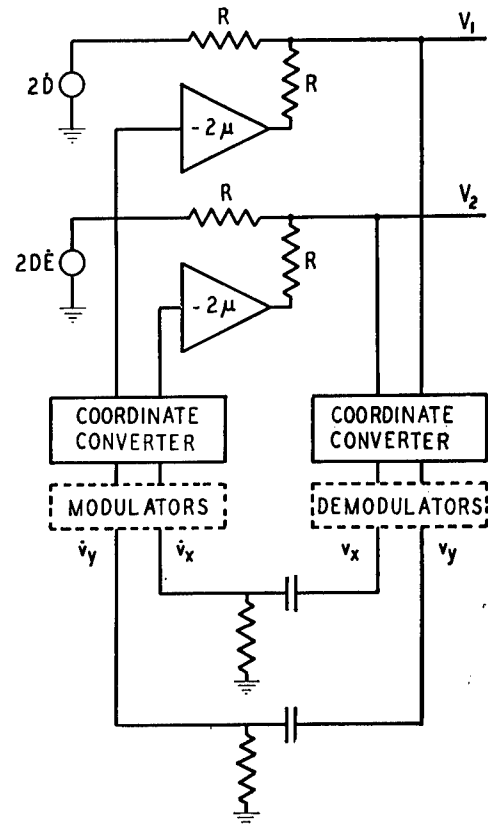 R
V₁
2Ḋ
R
- 2μ
R
V₂
2DĖ
R
- 2μ
COORDINATE
CONVERTER
COORDINATE
CONVERTER
MODULATORS
DEMODULATORS
v̇y
v̇x
vx
vy